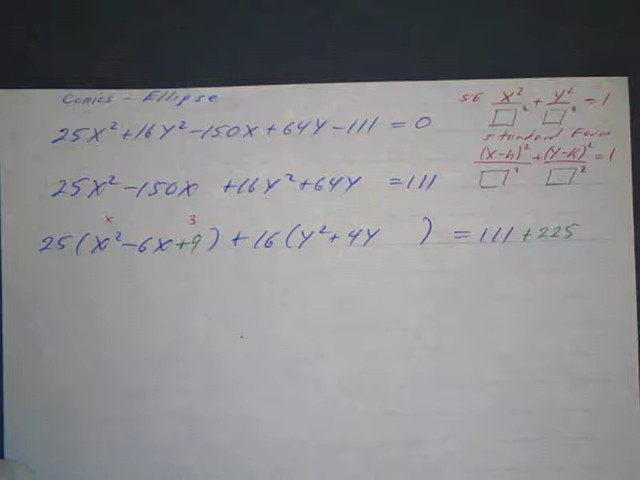 Conics - Ellipse
25X² + 16Y² - 150X + 64Y - 111 = 0
25X² - 150X + 16Y² + 64Y = 111
x 3
25(X² - 6X + 9) + 16(Y² + 4Y ) = 111 + 225
X²/□² + Y²/□² = 1
standard Form
(X-h)²/□² + (Y-K)²/□² = 1